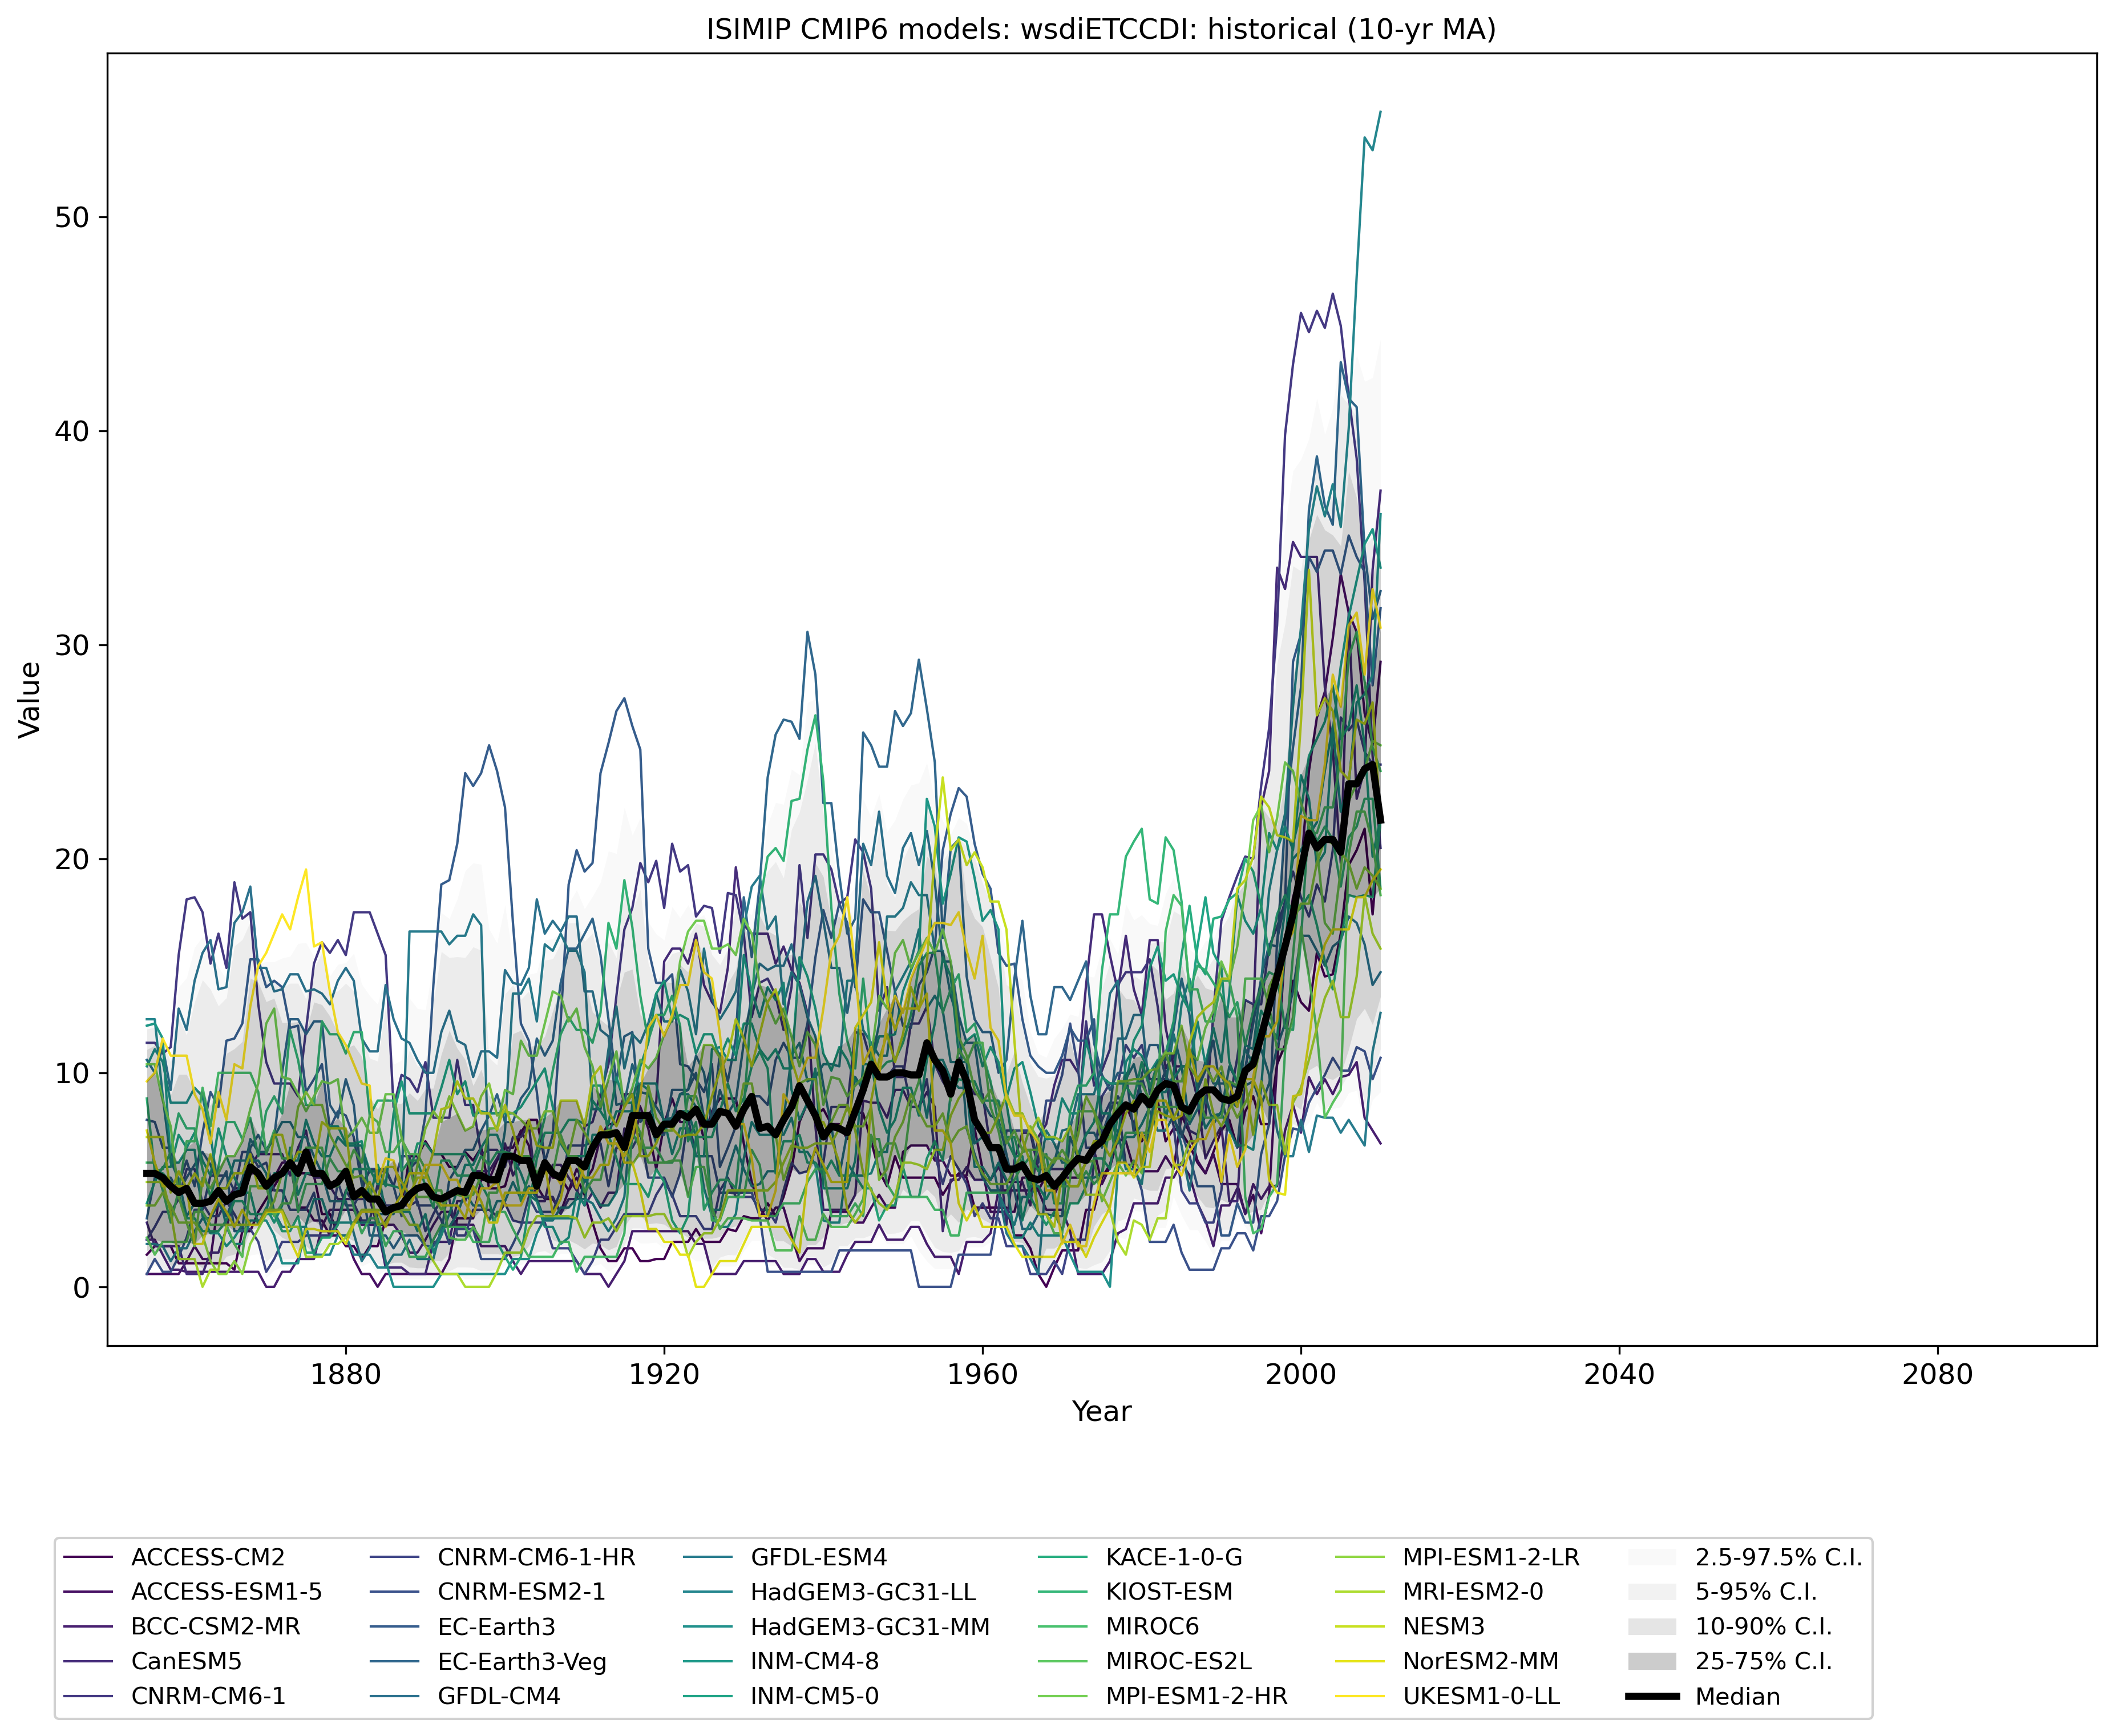 ISIMIP CMIP6 models: wsdiETCCDI: historical (10-yr MA)
50
40
30
20
10
0
Value
1880 1920 1960 2000 2040 2080
Year
ACCESS-CM2 CNRM-CM6-1-HR GFDL-ESM4 KACE-1-0-G MPI-ESM1-2-LR 2.5-97.5% C.I.
ACCESS-ESM1-5 CNRM-ESM2-1 HadGEM3-GC31-LL KIOST-ESM MRI-ESM2-0 5-95% C.I.
BCC-CSM2-MR EC-Earth3 HadGEM3-GC31-MM MIROC6 NESM3 10-90% C.I.
CanESM5 EC-Earth3-Veg INM-CM4-8 MIROC-ES2L NorESM2-MM 25-75% C.I.
CNRM-CM6-1 GFDL-CM4 INM-CM5-0 MPI-ESM1-2-HR UKESM1-0-LL Median